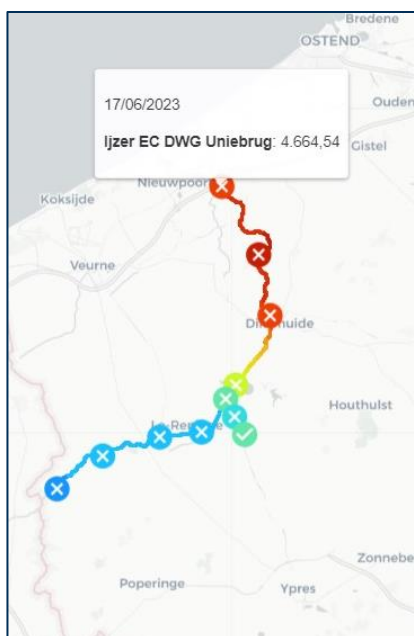 Bredene
OSTEND
17/06/2023
Ouden
Ijzer EC DWG Uniebrug: 4.664,54
Gistel
Nieuwpoort
Koksijde
Veurne
Houthulst
Zonnebe
Poperinge
Ypres